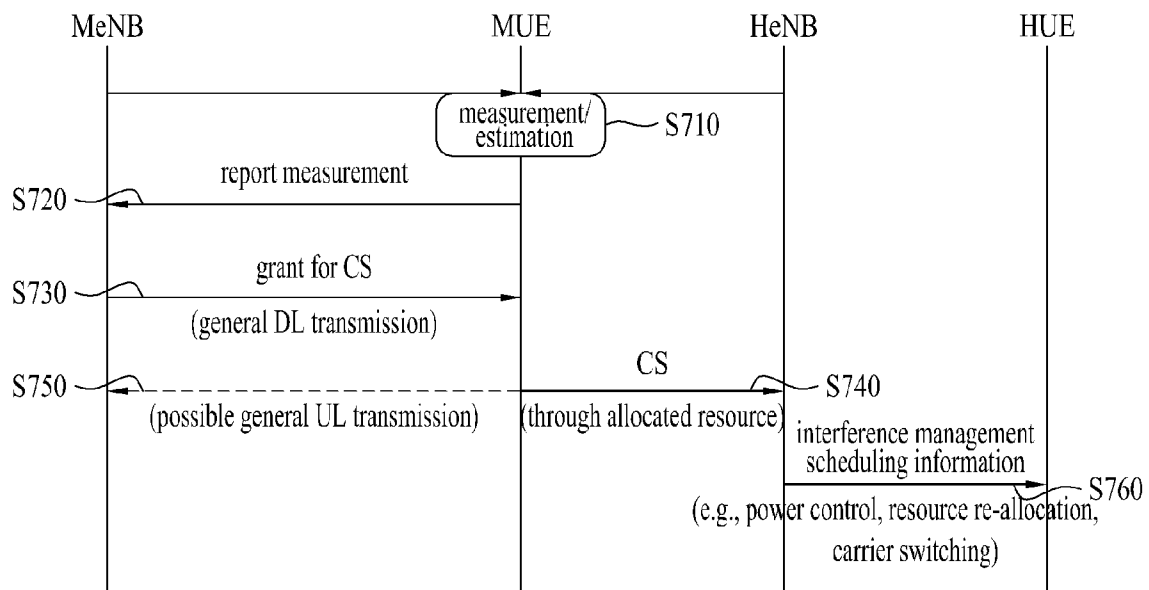 MeNB
MUE
HeNB
HUE
measurement/
estimation
S710
report measurement
S720
grant for CS
S730
(general DL transmission)
CS
S750
S740
(possible general UL transmission)
(through allocated resource)
interference management
scheduling information
S760
(e.g., power control, resource re-allocation,
carrier switching)